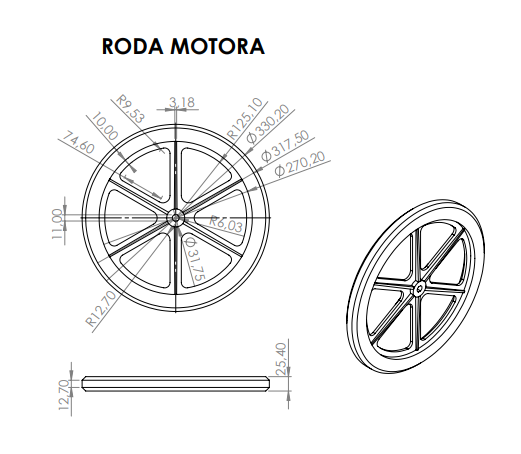 RODA MOTORA
3,18
R9,53
10,00
74,60
R125,10
Ø330,20
Ø317,50
Ø270,20
11,00
R6,03
Ø31,75
R12,70
12,70
25,40